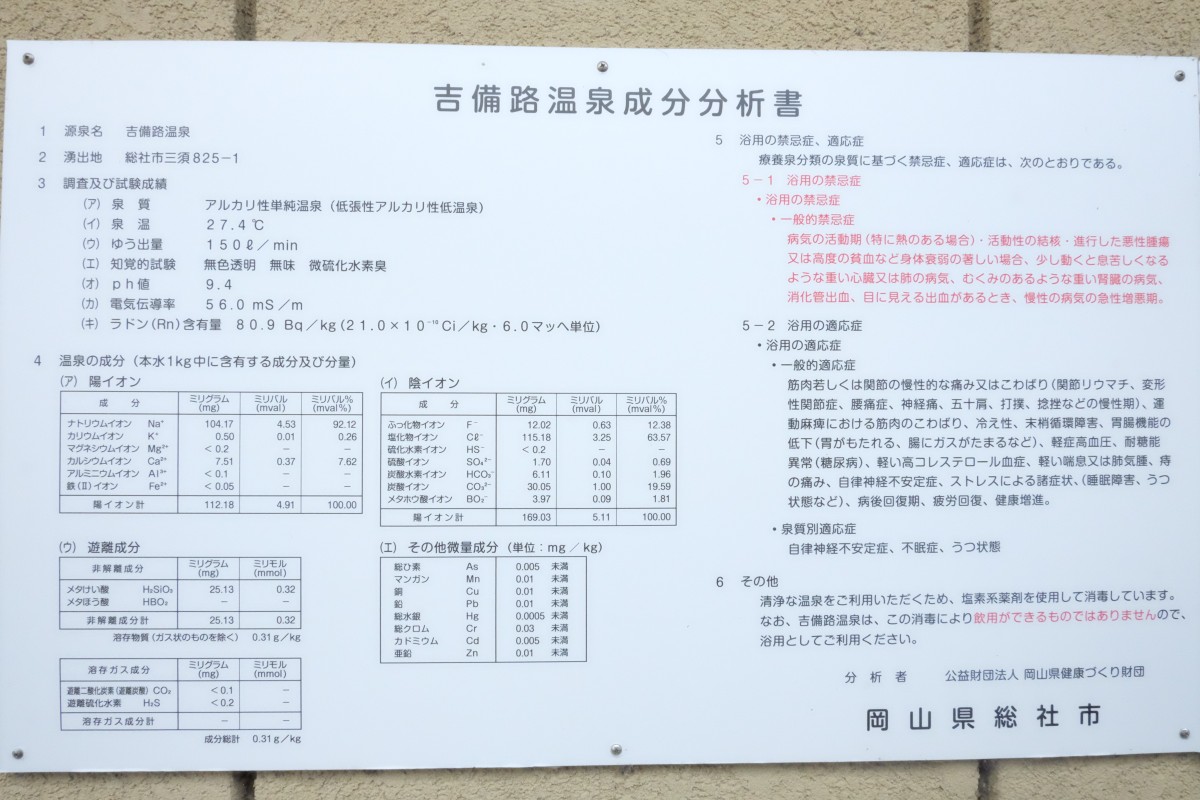 吉備路温泉成分分析書
1 源泉名 吉備路温泉
2 湧出地 総社市三須825-1
3 調査及び試験成績
(ア) 泉 質 アルカリ性単純温泉(低張性アルカリ性低温泉)
(イ) 泉 温 27.4℃
(ウ) ゆう出量 150ℓ/min
(エ) 知覚的試験 無色透明 無味 微硫化水素臭
(オ) ph値 9.4
(カ) 電気伝導率 56.0 mS/m
(キ) ラドン(Rn)含有量 80.9 Bq/kg(21.0×10⁻¹⁰Ci/kg・6.0マッヘ単位)
4 温泉の成分(本水1kg中に含有する成分及び分量)
(ア) 陽イオン
成 分 ミリグラム(mg) ミリバル(mval) ミリバル%(mval%)
ナトリウムイオン Na⁺ 104.17 4.53 92.12
カリウムイオン K⁺ 0.50 0.01 0.26
マグネシウムイオン Mg²⁺ <0.2 − −
カルシウムイオン Ca²⁺ 7.51 0.37 7.62
アルミニウムイオン Al³⁺ <0.1 − −
鉄(Ⅱ)イオン Fe²⁺ <0.05 − −
陽イオン計 112.18 4.91 100.00
(イ) 陰イオン
成 分 ミリグラム(mg) ミリバル(mval) ミリバル%(mval%)
ふっ化物イオン F⁻ 12.02 0.63 12.38
塩化物イオン Cℓ⁻ 115.18 3.25 63.57
硫化水素イオン HS⁻ <0.2 − −
硫酸イオン SO₄²⁻ 1.70 0.04 0.69
炭酸水素イオン HCO₃⁻ 6.11 0.10 1.96
炭酸イオン CO₃²⁻ 30.05 1.00 19.59
メタホウ酸イオン BO₂⁻ 3.97 0.09 1.81
陽イオン計 169.03 5.11 100.00
(ウ) 遊離成分
非解離成分 ミリグラム(mg) ミリモル(mmol)
メタけい酸 H₂SiO₃ 25.13 0.32
メタほう酸 HBO₂ − −
非解離成分計 25.13 0.32
溶存物質(ガス状のものを除く) 0.31g/kg
溶存ガス成分 ミリグラム(mg) ミリモル(mmol)
遊離二酸化炭素(遊離炭酸) CO₂ <0.1 −
遊離硫化水素 H₂S <0.2 −
溶存ガス成分計 − −
成分総計 0.31g/kg
(エ) その他微量成分(単位:mg/kg)
総ひ素 As 0.005 未満
マンガン Mn 0.01 未満
銅 Cu 0.01 未満
鉛 Pb 0.01 未満
総水銀 Hg 0.0005 未満
総クロム Cr 0.03 未満
カドミウム Cd 0.005 未満
亜鉛 Zn 0.01 未満
5 浴用の禁忌症、適応症
療養泉分類の泉質に基づく禁忌症、適応症は、次のとおりである。
5−1 浴用の禁忌症
・浴用の禁忌症
・一般的禁忌症
病気の活動期(特に熱のある場合)・活動性の結核・進行した悪性腫瘍
又は高度の貧血など身体衰弱の著しい場合、少し動くと息苦しくなる
ような重い心臓又は肺の病気、むくみのあるような重い腎臓の病気、
消化管出血、目に見える出血があるとき、慢性の病気の急性増悪期。
5−2 浴用の適応症
・浴用の適応症
・一般的適応症
筋肉若しくは関節の慢性的な痛み又はこわばり(関節リウマチ、変形
性関節症、腰痛症、神経痛、五十肩、打撲、捻挫などの慢性期)、運
動麻痺における筋肉のこわばり、冷え性、末梢循環障害、胃腸機能の
低下(胃がもたれる、腸にガスがたまるなど)、軽症高血圧、耐糖能
異常(糖尿病)、軽い高コレステロール血症、軽い喘息又は肺気腫、痔
の痛み、自律神経不安定症、ストレスによる諸症状、(睡眠障害、うつ
状態など)、病後回復期、疲労回復、健康増進。
・泉質別適応症
自律神経不安定症、不眠症、うつ状態
6 その他
清浄な温泉をご利用いただくため、塩素系薬剤を使用して消毒しています。
なお、吉備路温泉は、この消毒により飲用ができるものではありませんので、
浴用としてご利用ください。
分 析 者 公益財団法人 岡山県健康づくり財団
岡山県総社市